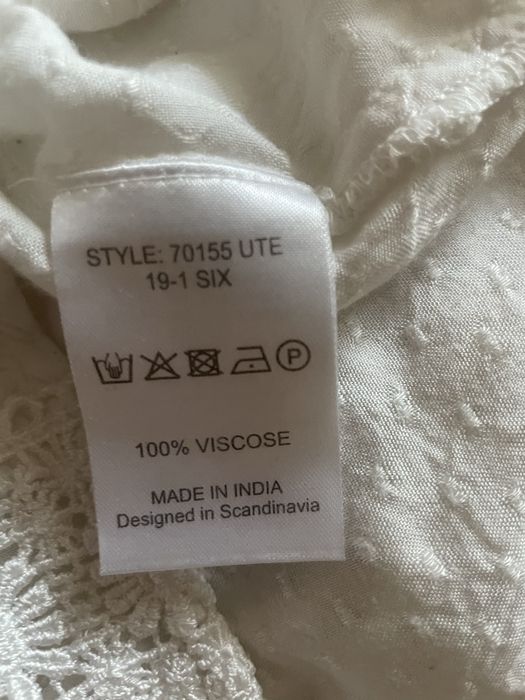 STYLE: 70155 UTE
19-1 SIX
P
100% VISCOSE
MADE IN INDIA
Designed in Scandinavia